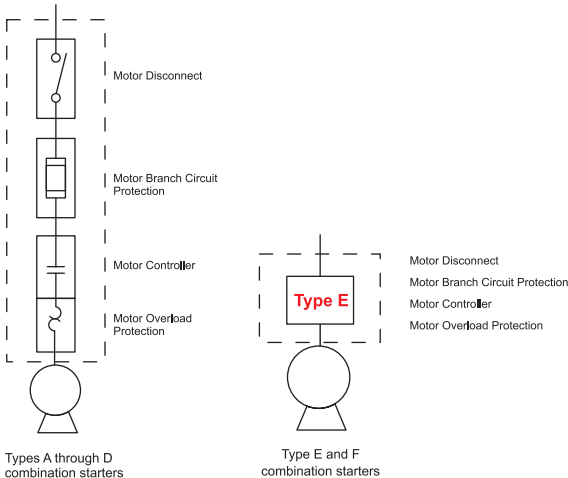 Motor Disconnect
Motor Branch Circuit
Protection
Motor Controller
Motor Overload
Protection
Types A through D
combination starters
Type E
Motor Disconnect
Motor Branch Circuit Protection
Motor Controller
Motor Overload Protection
Type E and F
combination starters